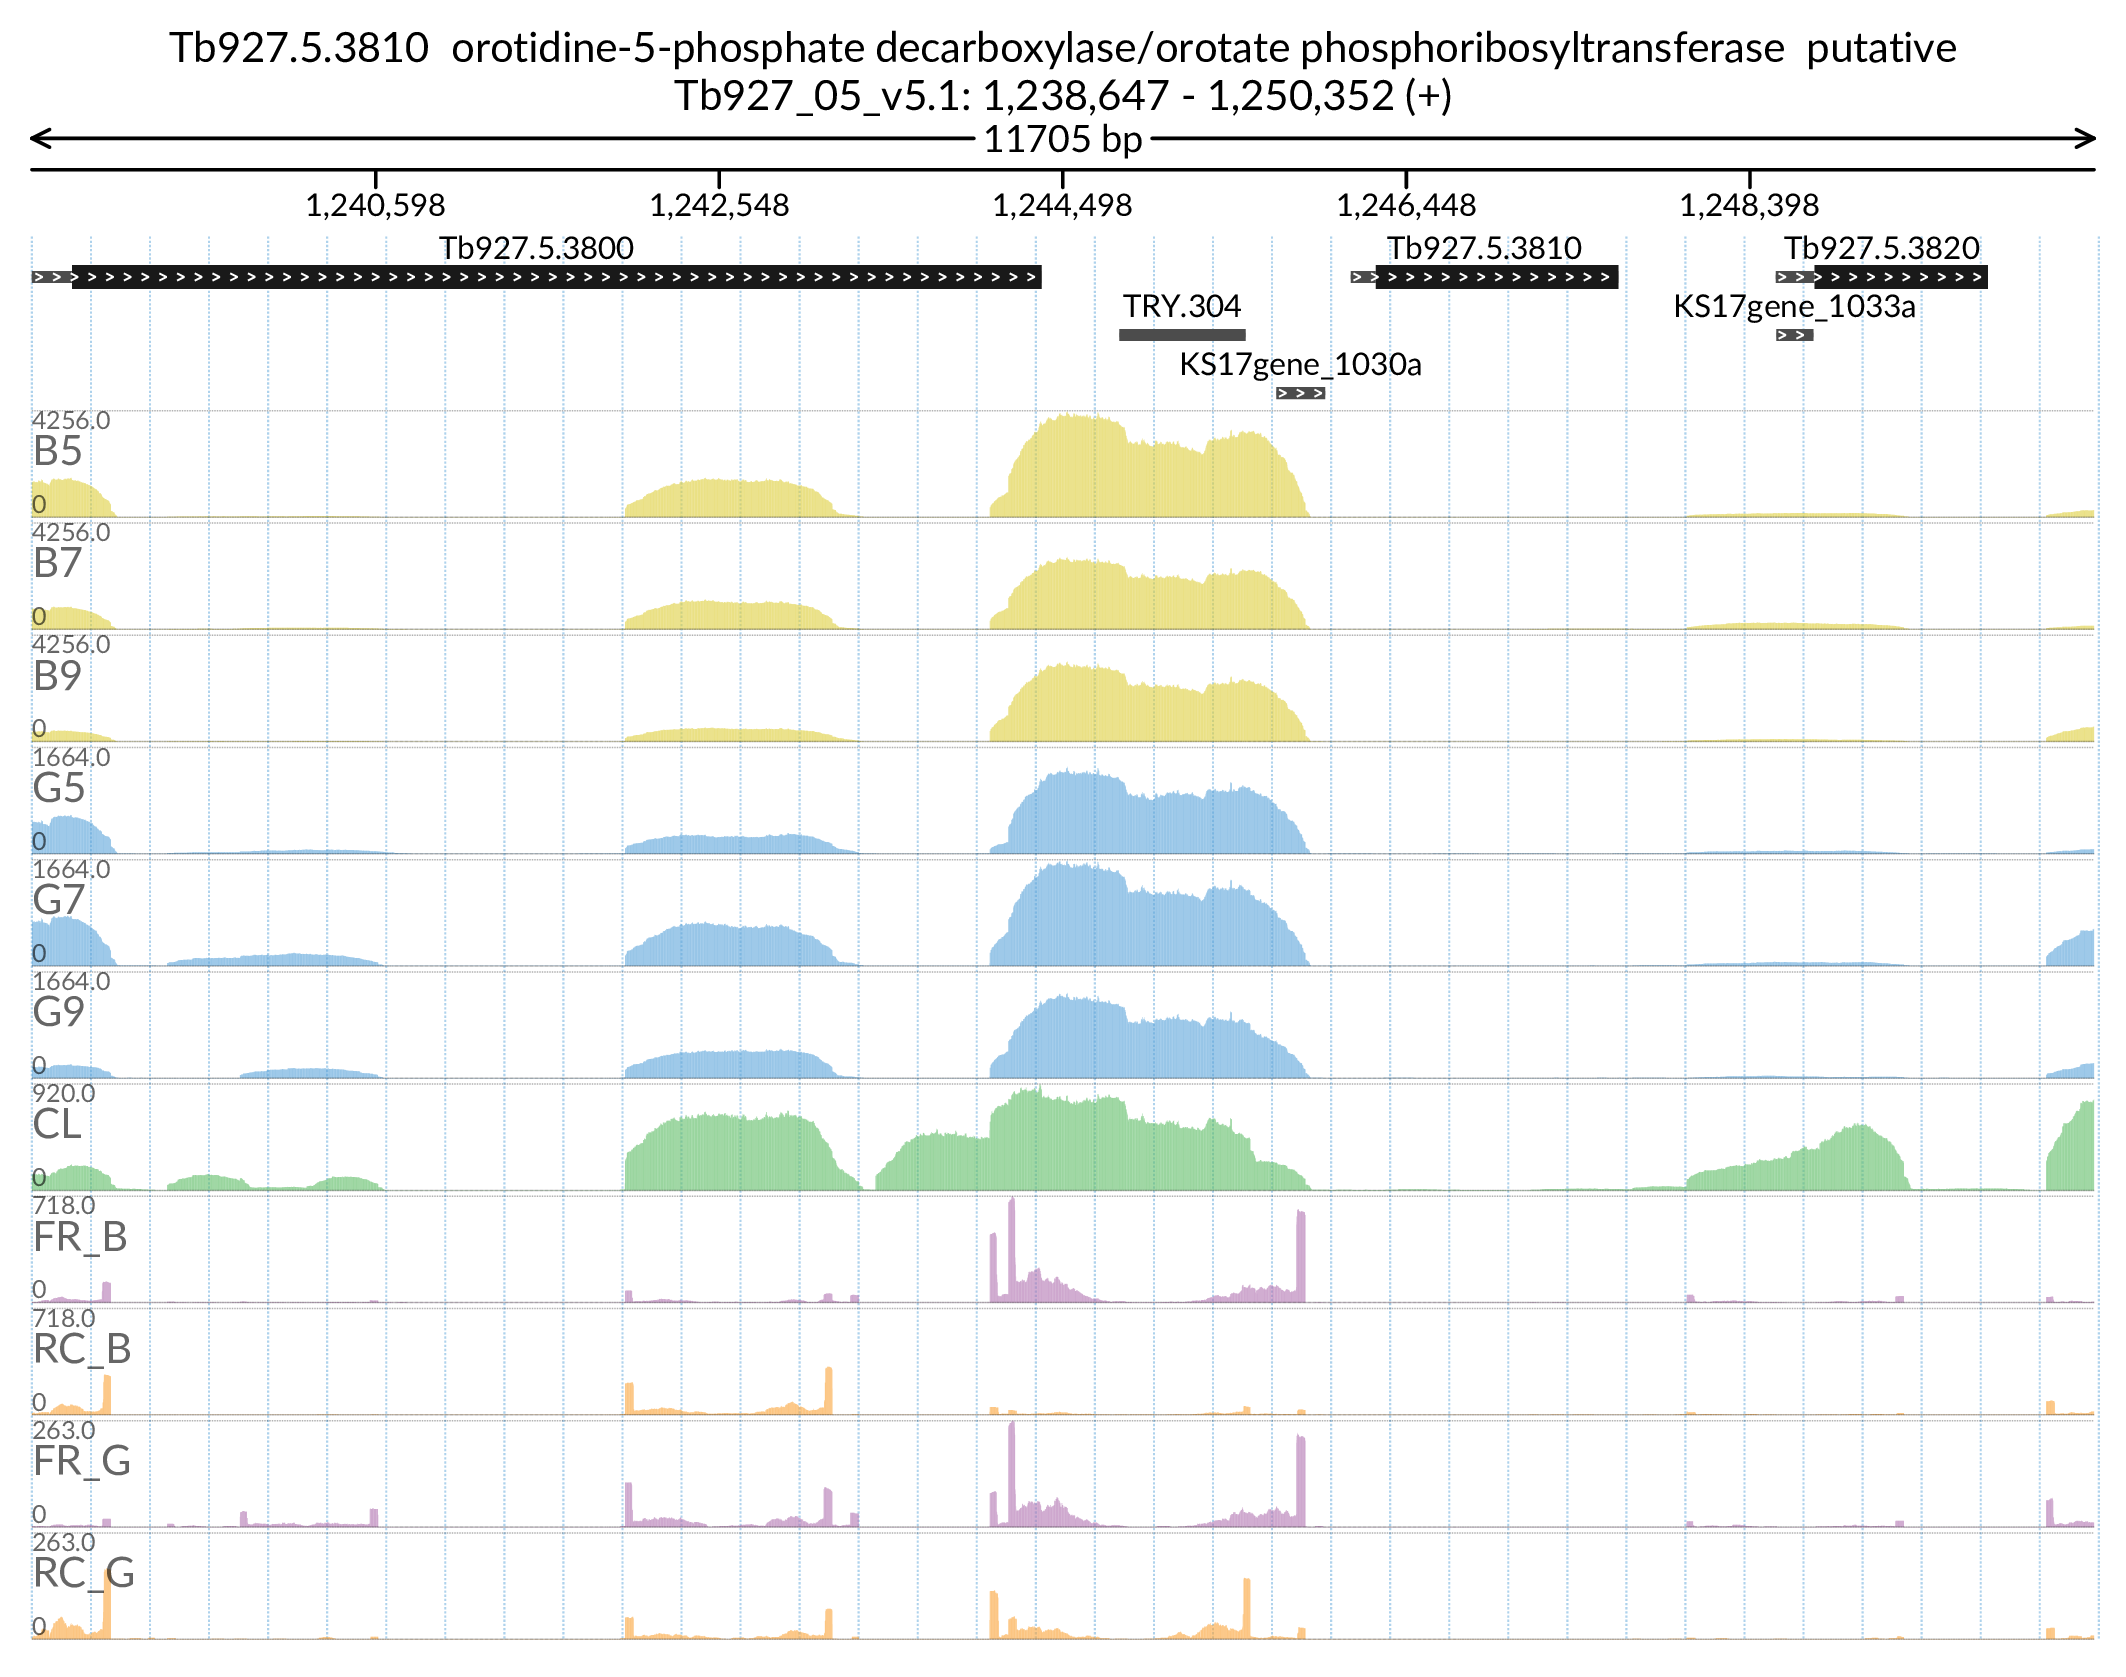 Tb927.5.3810 orotidine-5-phosphate decarboxylase/orotate phosphoribosyltransferase putative
Tb927_05_v5.1: 1,238,647 - 1,250,352 (+)
11705 bp
1,240,598 1,242,548 1,244,498 1,246,448 1,248,398
Tb927.5.3800 Tb927.5.3810 Tb927.5.3820
TRY.304 KS17gene_1033a
KS17gene_1030a
4256.0
B5
0
4256.0
B7
0
4256.0
B9
0
1664.0
G5
0
1664.0
G7
0
1664.0
G9
0
920.0
CL
0
718.0
FR_B
0
718.0
RC_B
0
263.0
FR_G
0
263.0
RC_G
0